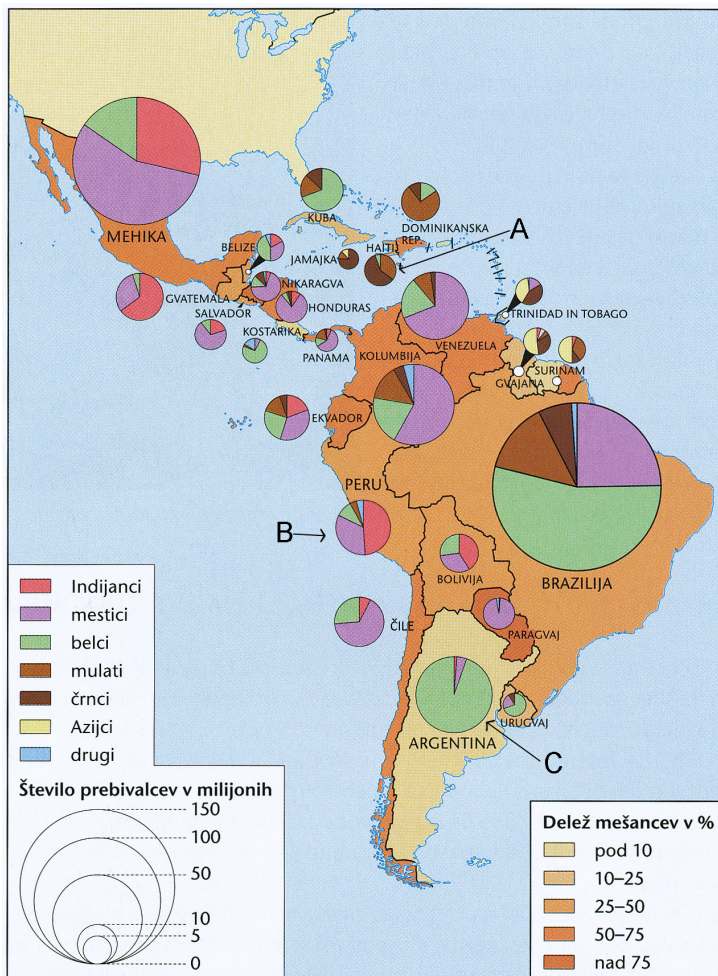 MEHIKA
KUBA
DOMINIKANSKA
REP.
HAITI
A
BELIZE
JAMAJKA
GVATEMALA
NIKARAGVA
SALVADOR
HONDURAS
KOSTARIKA
PANAMA
TRINIDAD IN TOBAGO
VENEZUELA
KOLUMBIJA
GVAJANA
SURINAM
EKVADOR
PERU
B
BOLIVIJA
BRAZILIJA
PARAGVAJ
ČILE
URUGVAJ
ARGENTINA
C
Indijanci
mestici
belci
mulati
črnci
Azijci
drugi
Število prebivalcev v milijonih
150
100
50
10
5
0
Delež mešancev v %
pod 10
10–25
25–50
50–75
nad 75